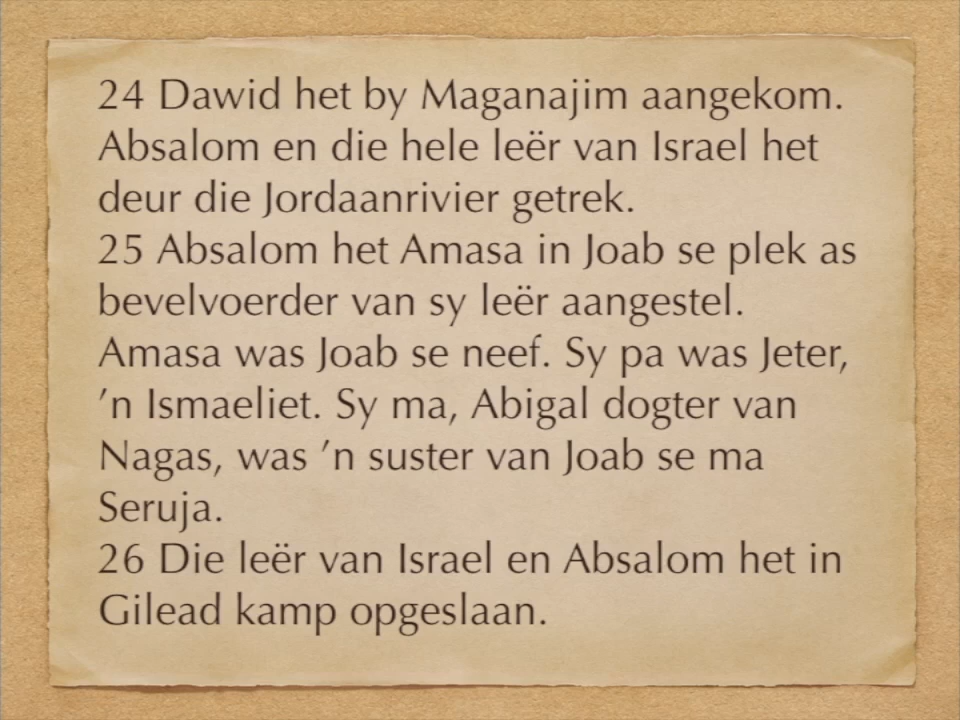 24 Dawid het by Maganajim aangekom.
Absalom en die hele leër van Israel het
deur die Jordaanrivier getrek.
25 Absalom het Amasa in Joab se plek as
bevelvoerder van sy leër aangestel.
Amasa was Joab se neef. Sy pa was Jeter,
’n Ismaeliet. Sy ma, Abigal dogter van
Nagas, was ’n suster van Joab se ma
Seruja.
26 Die leër van Israel en Absalom het in
Gilead kamp opgeslaan.